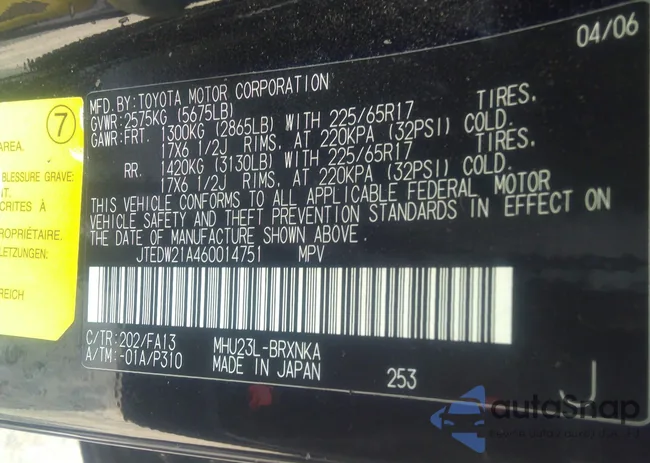 04/06
MFD. BY: TOYOTA MOTOR CORPORATION
GVWR: 2575KG (5675LB)
GAWR: FRT. 1300KG (2865LB) WITH 225/65R17 TIRES,
17X6 1/2J RIMS, AT 220KPA (32PSI) COLD.
RR. 1420KG (3130LB) WITH 225/65R17 TIRES,
17X6 1/2J RIMS, AT 220KPA (32PSI) COLD.
THIS VEHICLE CONFORMS TO ALL APPLICABLE FEDERAL MOTOR
VEHICLE SAFETY AND THEFT PREVENTION STANDARDS IN EFFECT ON
THE DATE OF MANUFACTURE SHOWN ABOVE.
JTEDW21A460014751 MPV
C/TR: 202/FA13 MHU23L-BRXNKA
A/TM: -01A/P310 MADE IN JAPAN 253 J
7
AREA.
BLESSURE GRAVE:
NT.
CRITES À
PROPRIÉTAIRE.
LETZUNGEN:
REICH
autoSnap